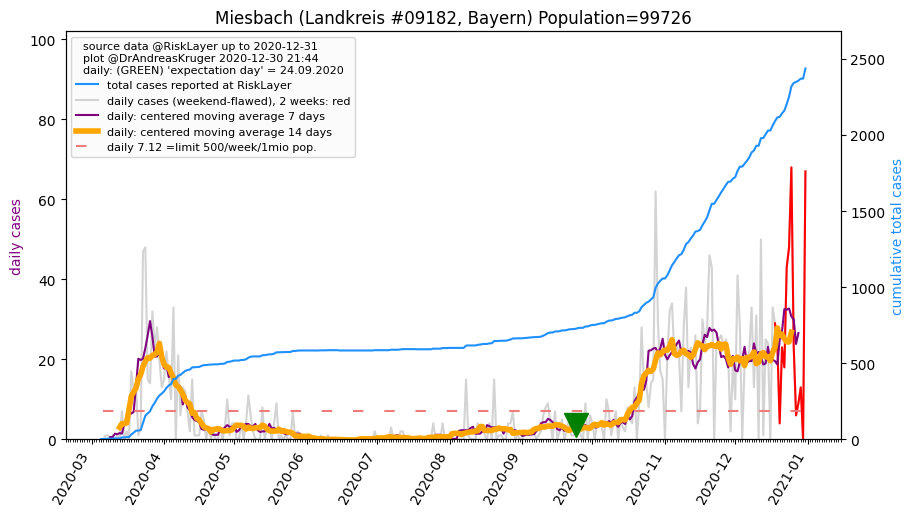 Miesbach (Landkreis #09182, Bayern) Population=99726
source data @RiskLayer up to 2020-12-31
plot @DrAndreasKruger 2020-12-30 21:44
daily: (GREEN) 'expectation day' = 24.09.2020
total cases reported at RiskLayer
daily cases (weekend-flawed), 2 weeks: red
daily: centered moving average 7 days
daily: centered moving average 14 days
daily 7.12 =limit 500/week/1mio pop.
daily cases
100
80
60
40
20
0
cumulative total cases
2500
2000
1500
1000
500
0
2020-03
2020-04
2020-05
2020-06
2020-07
2020-08
2020-09
2020-10
2020-11
2020-12
2021-01